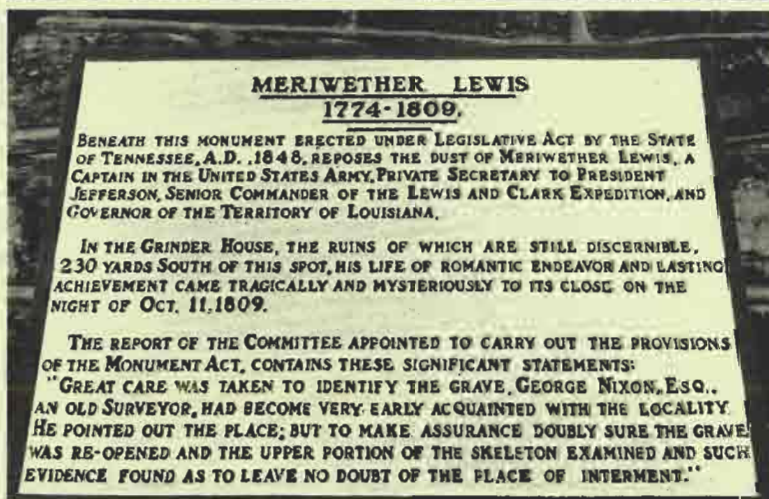 MERIWETHER LEWIS
1774-1809.
BENEATH THIS MONUMENT ERECTED UNDER LEGISLATIVE ACT BY THE STATE
OF TENNESSEE, A.D. ,1848, REPOSES THE DUST OF MERIWETHER LEWIS, A
CAPTAIN IN THE UNITED STATES ARMY, PRIVATE SECRETARY TO PRESIDENT
JEFFERSON, SENIOR COMMANDER OF THE LEWIS AND CLARK EXPEDITION, AND
GOVERNOR OF THE TERRITORY OF LOUISIANA.
IN THE GRINDER HOUSE, THE RUINS OF WHICH ARE STILL DISCERNIBLE,
230 YARDS SOUTH OF THIS SPOT, HIS LIFE OF ROMANTIC ENDEAVOR AND LASTING
ACHIEVEMENT CAME TRAGICALLY AND MYSTERIOUSLY TO ITS CLOSE ON THE
NIGHT OF OCT. 11, 1809.
THE REPORT OF THE COMMITTEE APPOINTED TO CARRY OUT THE PROVISIONS
OF THE MONUMENT ACT, CONTAINS THESE SIGNIFICANT STATEMENTS:
"GREAT CARE WAS TAKEN TO IDENTIFY THE GRAVE. GEORGE NIXON, ESQ.,
AN OLD SURVEYOR, HAD BECOME VERY EARLY ACQUAINTED WITH THE LOCALITY.
HE POINTED OUT THE PLACE; BUT TO MAKE ASSURANCE DOUBLY SURE THE GRAVE
WAS RE-OPENED AND THE UPPER PORTION OF THE SKELETON EXAMINED AND SUCH
EVIDENCE FOUND AS TO LEAVE NO DOUBT OF THE PLACE OF INTERMENT."